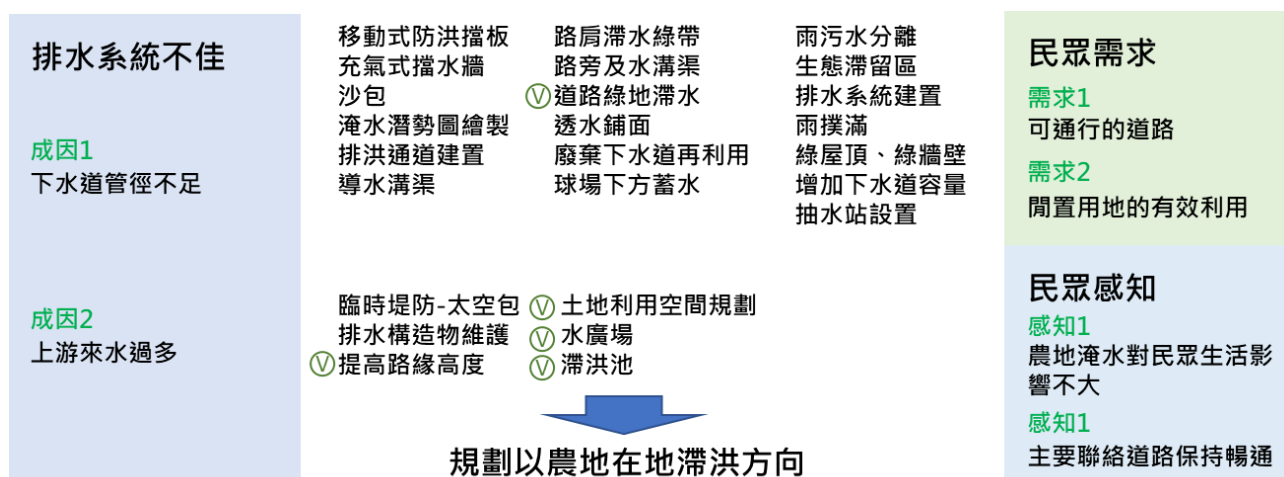 排水系統不佳
成因1
下水道管徑不足
成因2
上游來水過多
移動式防洪擋板
充氣式擋水牆
沙包
淹水潛勢圖繪製
排洪通道建置
導水溝渠
路肩滯水綠帶
路旁及水溝渠
Ⓥ道路綠地滯水
透水鋪面
廢棄下水道再利用
球場下方蓄水
雨污水分離
生態滯留區
排水系統建置
雨撲滿
綠屋頂、綠牆壁
增加下水道容量
抽水站設置
臨時堤防-太空包
排水構造物維護
Ⓥ提高路緣高度
Ⓥ土地利用空間規劃
Ⓥ水廣場
Ⓥ滯洪池
規劃以農地在地滯洪方向
民眾需求
需求1
可通行的道路
需求2
閒置用地的有效利用
民眾感知
感知1
農地淹水對民眾生活影
響不大
感知1
主要聯絡道路保持暢通